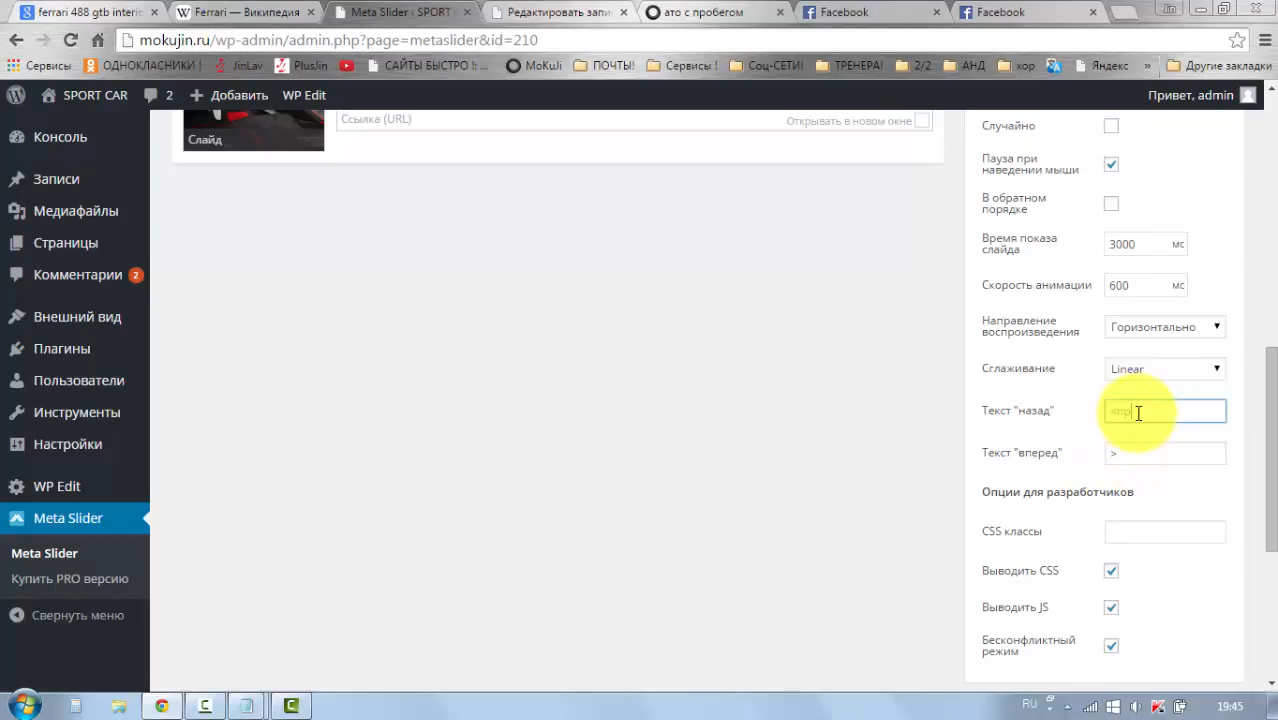 ferrari 488 gtb interio
Ferrari — Википедия
Meta Slider ‹ SPORT
Редактировать запи
ато с пробегом
Facebook
Facebook
mokujin.ru/wp-admin/admin.php?page=metaslider&id=210
Сервисы
ОДНОКЛАСНИКИ
JinLav
PlusJin
САЙТЫ БЫСТРО !: ...
MoKuJi
ПОЧТЫ!
Сервисы !
Соц-СЕТИ!
ТРЕНЕРА!
2/2
АНД
хор
Яндекс
»
Другие закладки
SPORT CAR
2
Добавить
WP Edit
Привет, admin
Консоль
Записи
Медиафайлы
Страницы
Комментарии 2
Внешний вид
Плагины
Пользователи
Инструменты
Настройки
WP Edit
Meta Slider
Meta Slider
Купить PRO версию
Свернуть меню
Слайд
Ссылка (URL)
Открывать в новом окне
Случайно
Пауза при
наведении мыши
В обратном
порядке
Время показа
слайда
3000 мс
Скорость анимации
600 мс
Направление
воспроизведения
Горизонтально
Сглаживание
Linear
Текст "назад"
<пр
Текст "вперед"
>
Опции для разработчиков
CSS классы
Выводить CSS
Выводить JS
Бесконфликтный
режим
RU
19:45